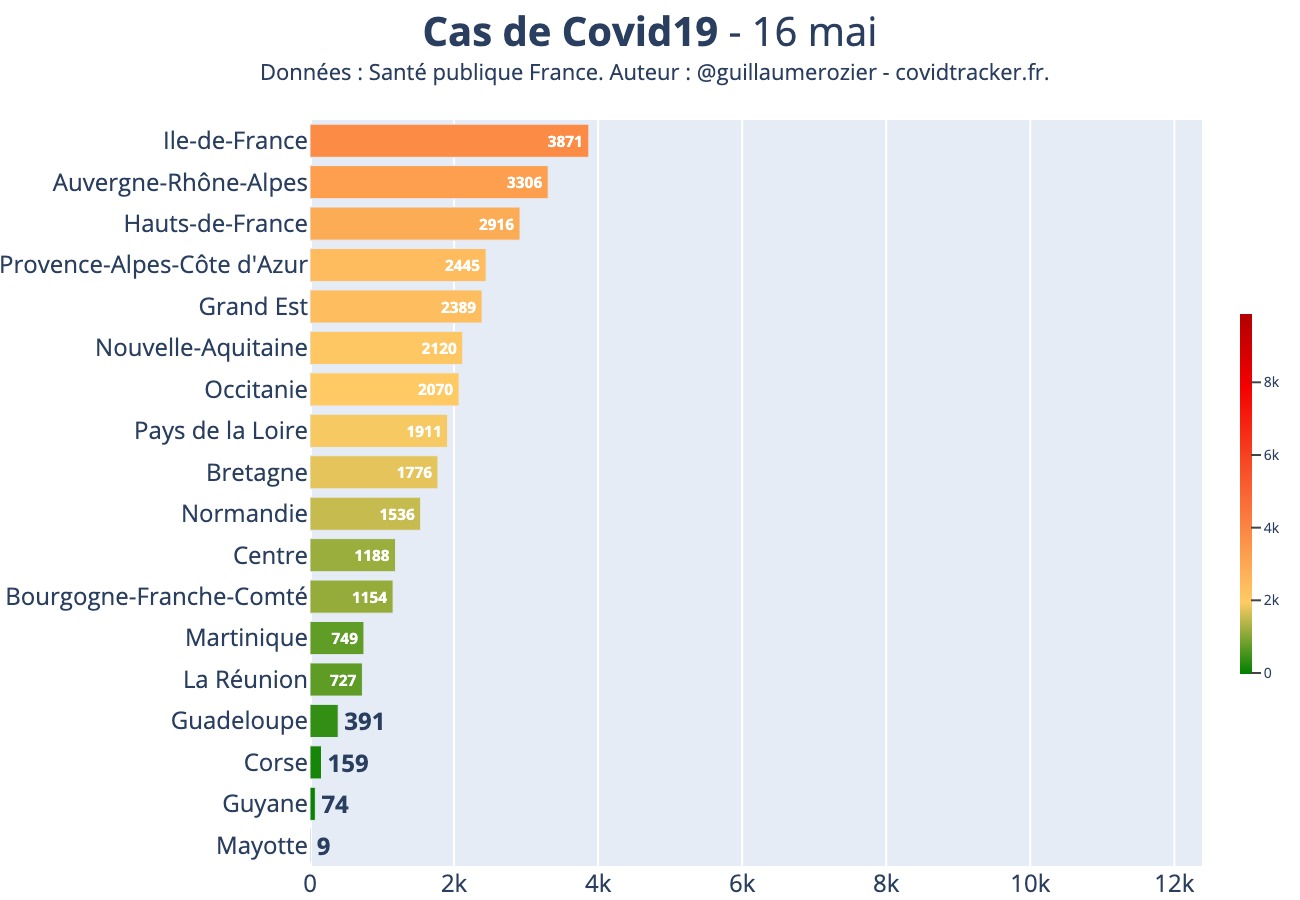 Cas de Covid19 - 16 mai
Données : Santé publique France. Auteur : @guillaumerozier - covidtracker.fr.
Ile-de-France 3871
Auvergne-Rhône-Alpes 3306
Hauts-de-France 2916
Provence-Alpes-Côte d'Azur 2445
Grand Est 2389
Nouvelle-Aquitaine 2120
Occitanie 2070
Pays de la Loire 1911
Bretagne 1776
Normandie 1536
Centre 1188
Bourgogne-Franche-Comté 1154
Martinique 749
La Réunion 727
Guadeloupe 391
Corse 159
Guyane 74
Mayotte 9
0 2k 4k 6k 8k 10k 12k
8k
6k
4k
2k
0